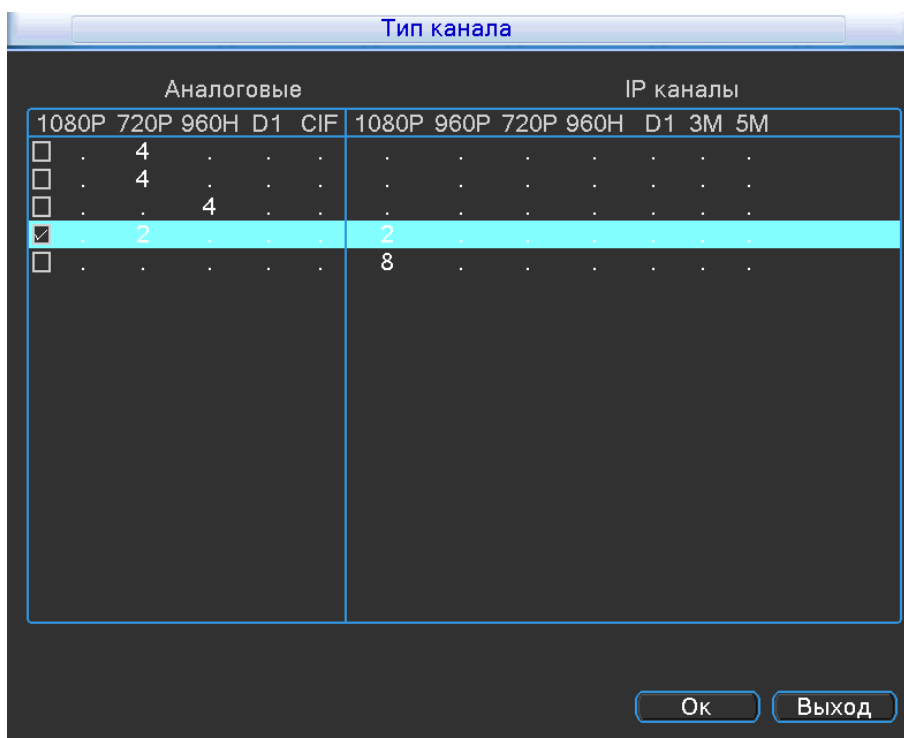 Тип канала
Аналоговые IP каналы
1080P 720P 960H D1 CIF 1080P 960P 720P 960H D1 3M 5M
. 4 . . . . . . . . . .
. 4 . . . . . . . . . .
. . 4 . . . . . . . . .
. 2 . . . 2 . . . . . .
. . . . . 8 . . . . . .
Ок Выход